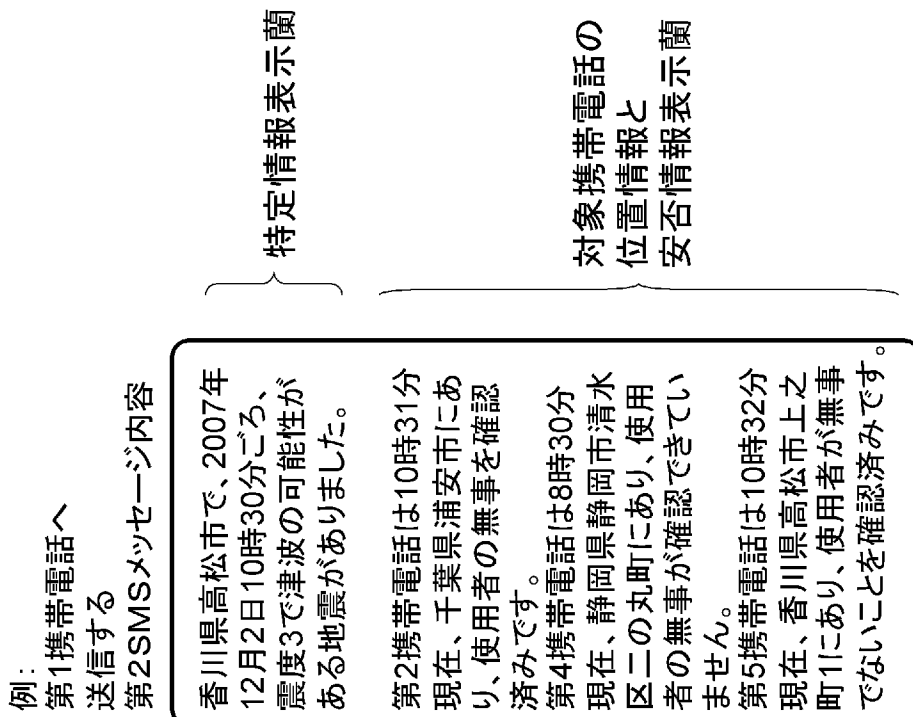 例：
第1携帯電話へ
送信する
第2SMSメッセージ内容
香川県高松市で、2007年
12月2日10時30分ごろ、
震度3で津波の可能性が
ある地震がありました。
特定情報表示蘭
第2携帯電話は10時31分
現在、千葉県浦安市にあ
り、使用者の無事を確認
済みです。
第4携帯電話は8時30分
現在、静岡県静岡市清水
区二の丸町にあり、使用
者の無事が確認できてい
ません。
第5携帯電話は10時32分
現在、香川県高松市上之
町1にあり、使用者が無事
でないことを確認済みです。
対象携帯電話の
位置情報と
安否情報表示蘭